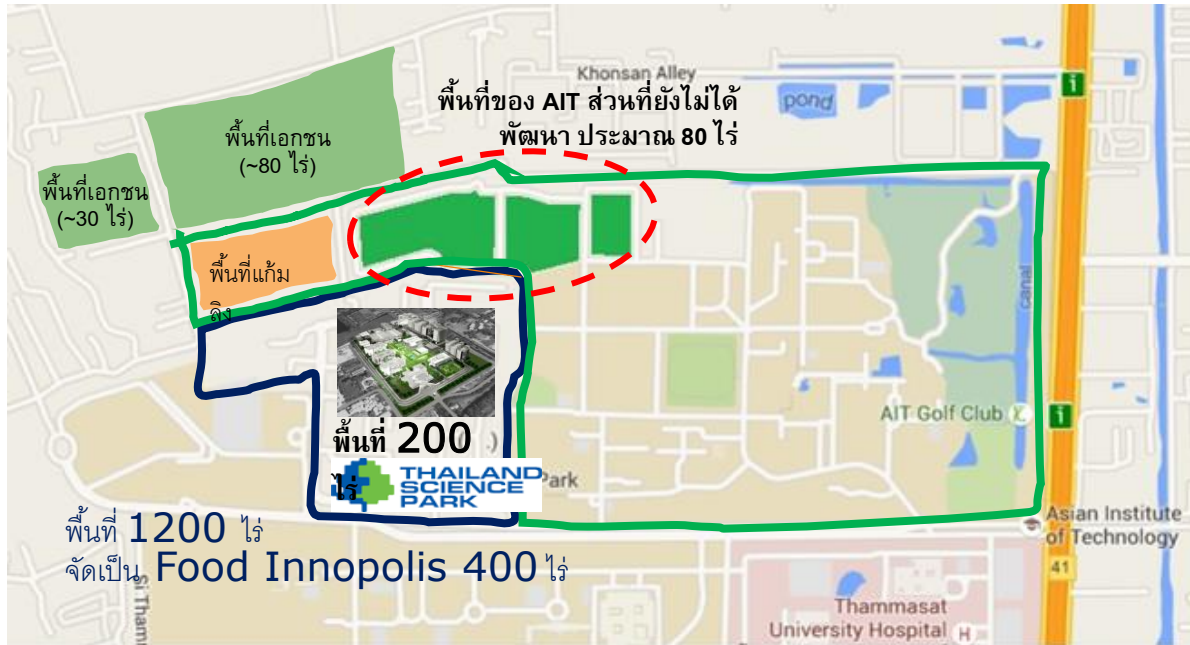 Khonsan Alley
พื้นที่ของ AIT ส่วนที่ยังไม่ได้
พัฒนา ประมาณ 80 ไร่
pond
พื้นที่เอกชน
(~80 ไร่)
พื้นที่เอกชน
(~30 ไร่)
พื้นที่แก้ม
ลิง
canal
AIT Golf Club
พื้นที่ 200
ไร่
THAILAND
SCIENCE
PARK
Park
พื้นที่ 1200 ไร่
จัดเป็น Food Innopolis 400 ไร่
Asian Institute
of Technology
41
Si Tham
Thammasat
University Hospital
H